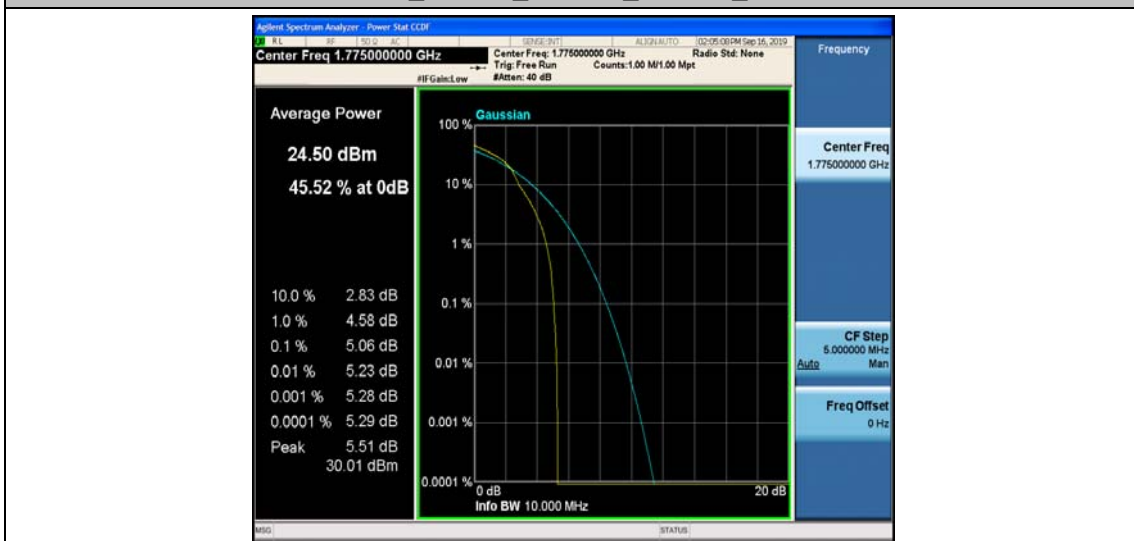 Agilent Spectrum Analyzer - Power Stat CCDF
RL RF 50 Ω AC SENSE:INT ALIGN AUTO 02:05:08 PM Sep 16, 2019
Center Freq 1.775000000 GHz
Center Freq: 1.775000000 GHz Radio Std: None
Trig: Free Run Counts:1.00 M/1.00 Mpt
#IFGain:Low #Atten: 40 dB
Frequency
Average Power
24.50 dBm
45.52 % at 0dB
10.0 % 2.83 dB
1.0 % 4.58 dB
0.1 % 5.06 dB
0.01 % 5.23 dB
0.001 % 5.28 dB
0.0001 % 5.29 dB
Peak 5.51 dB
30.01 dBm
Gaussian
100 %
10 %
1 %
0.1 %
0.01 %
0.001 %
0.0001 %
0 dB 20 dB
Info BW 10.000 MHz
Center Freq
1.775000000 GHz
CF Step
5.000000 MHz
Auto Man
Freq Offset
0 Hz
MSG STATUS